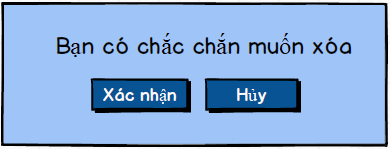 Bạn có chắc chắn muốn xóa
Xác nhận
Hủy